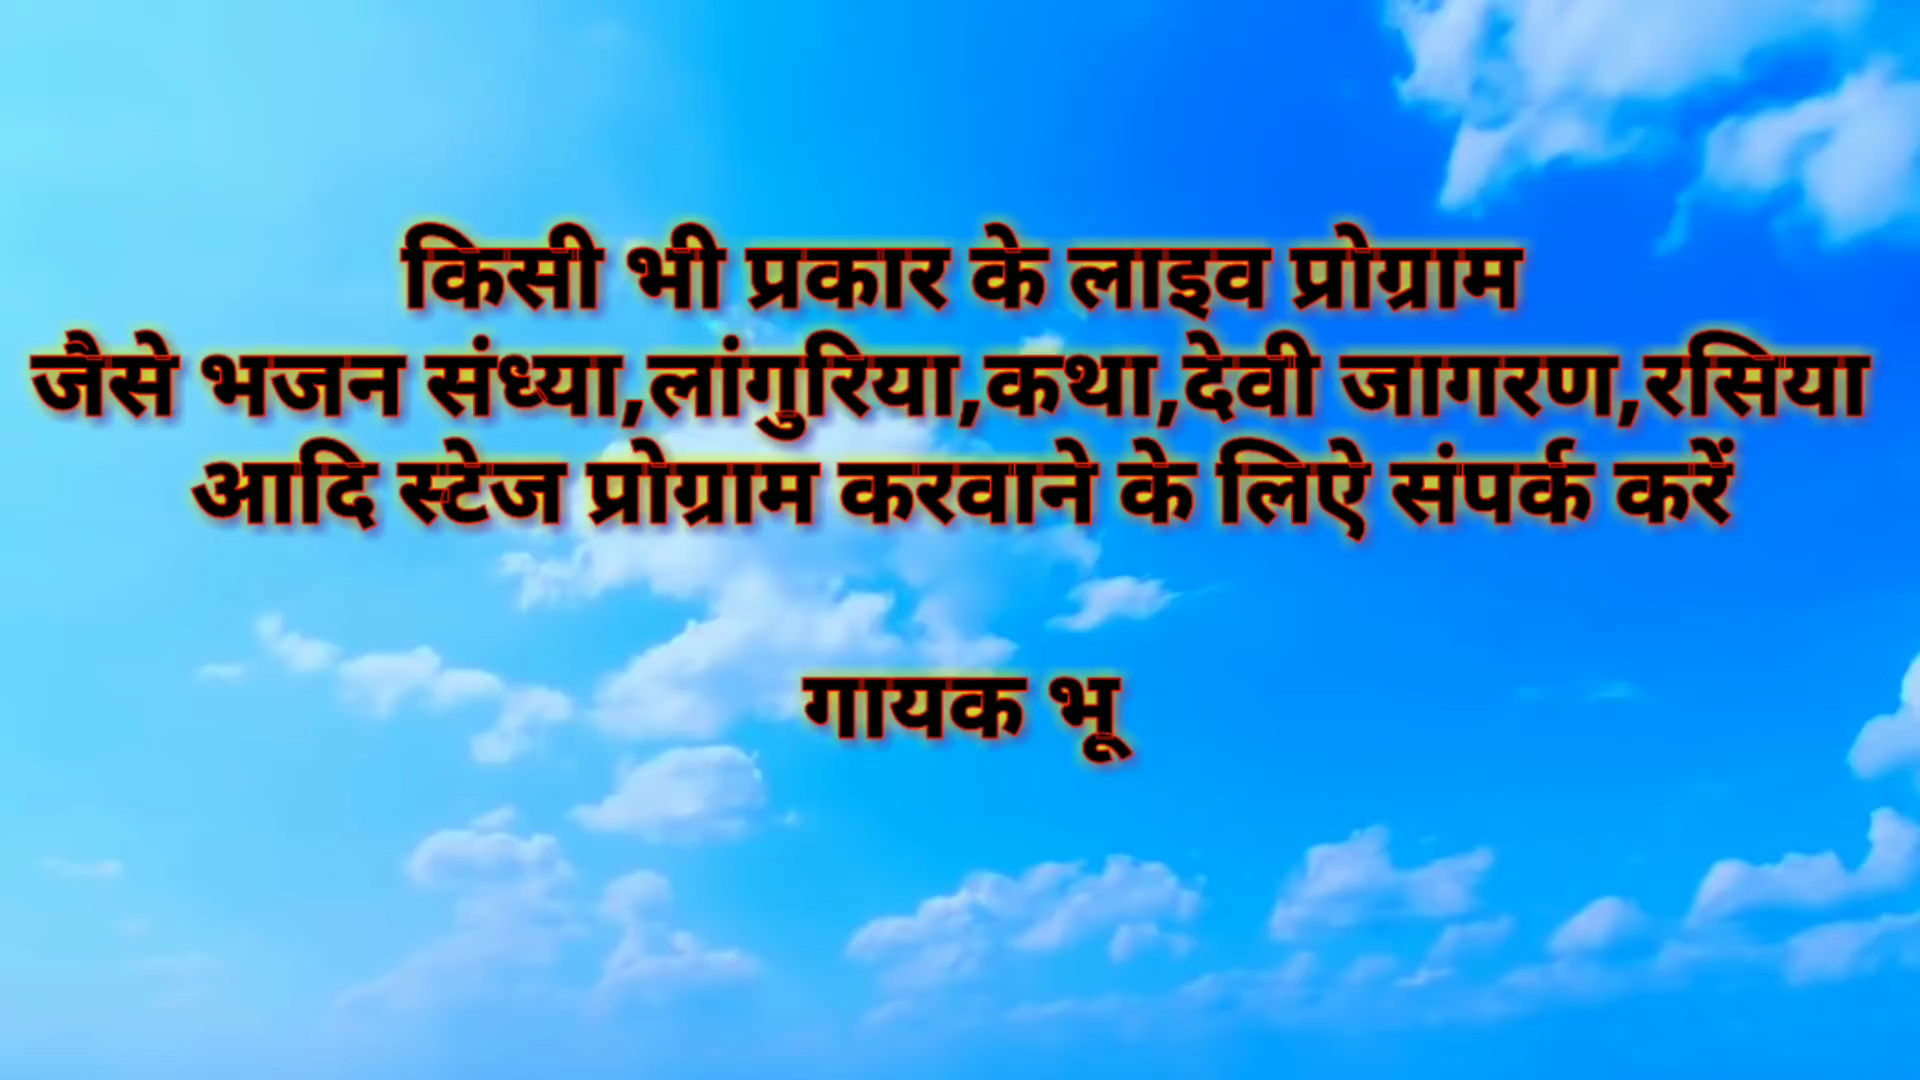 किसी भी प्रकार के लाइव प्रोग्राम
जैसे भजन संध्या,लांगुरिया,कथा,देवी जागरण,रसिया
आदि स्टेज प्रोग्राम करवाने के लिऐ संपर्क करें
गायक भू